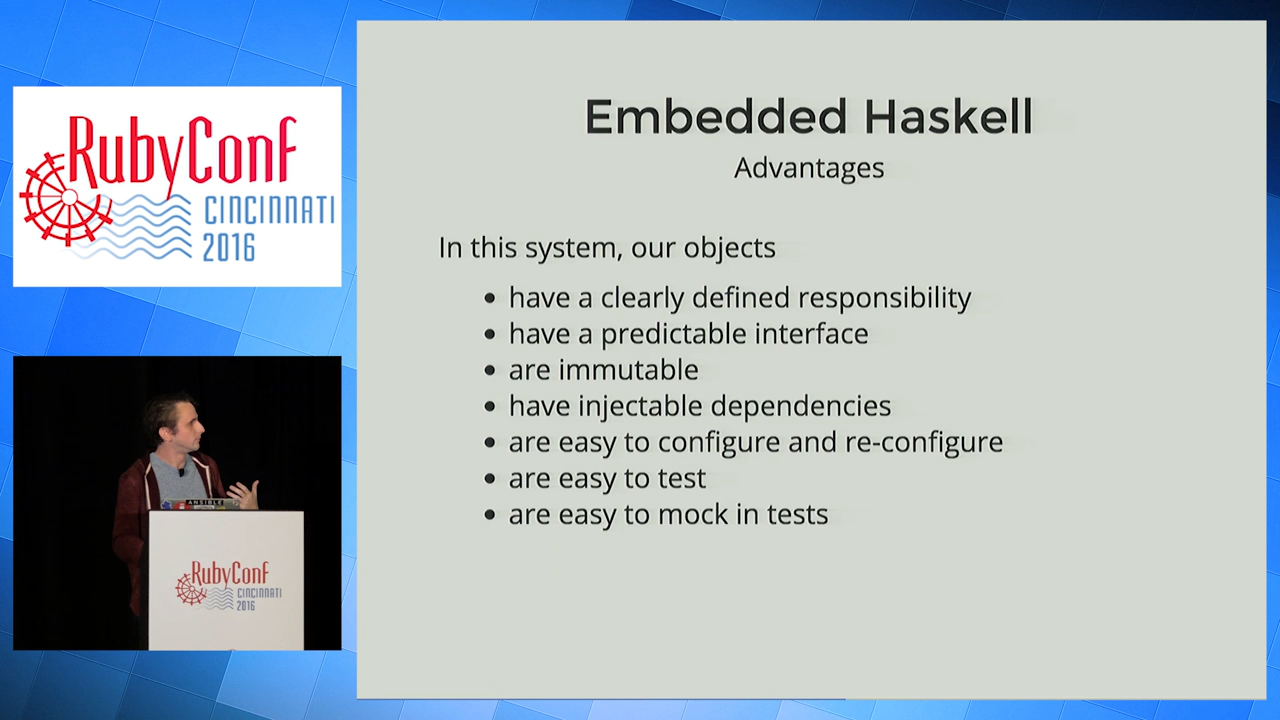 RubyConf
CINCINNATI
2016
Embedded Haskell
Advantages
In this system, our objects
• have a clearly defined responsibility
• have a predictable interface
• are immutable
• have injectable dependencies
• are easy to configure and re-configure
• are easy to test
• are easy to mock in tests
ANSIBLE
RubyConf
CINCINNATI
2016